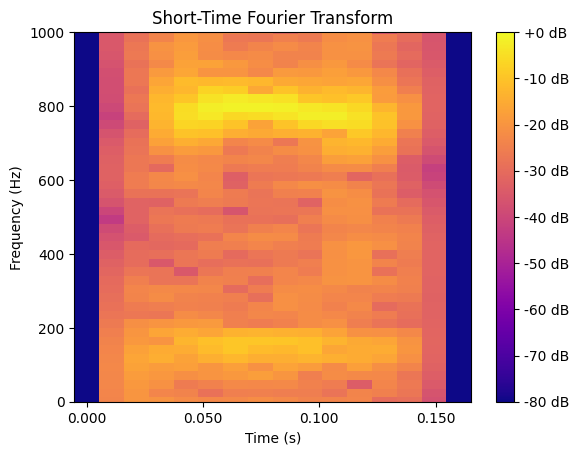 Short-Time Fourier Transform
Frequency (Hz)
1000
800
600
400
200
0
0.000
0.050
0.100
0.150
Time (s)
+0 dB
-10 dB
-20 dB
-30 dB
-40 dB
-50 dB
-60 dB
-70 dB
-80 dB